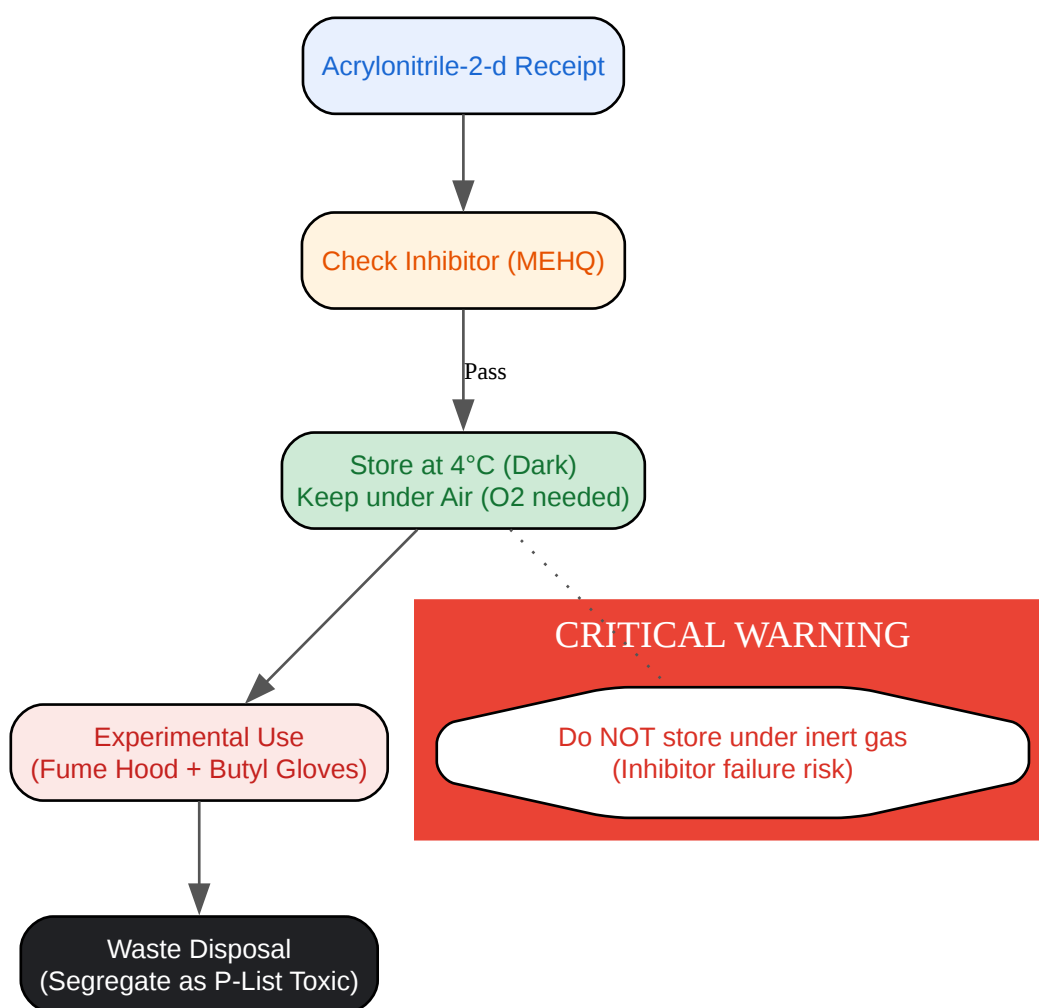 Acrylonitrile-2-d Receipt
Check Inhibitor (MEHQ)
Pass
Store at 4°C (Dark)
Keep under Air (O2 needed)
CRITICAL WARNING
Do NOT store under inert gas
(Inhibitor failure risk)
Experimental Use
(Fume Hood + Butyl Gloves)
Waste Disposal
(Segregate as P-List Toxic)